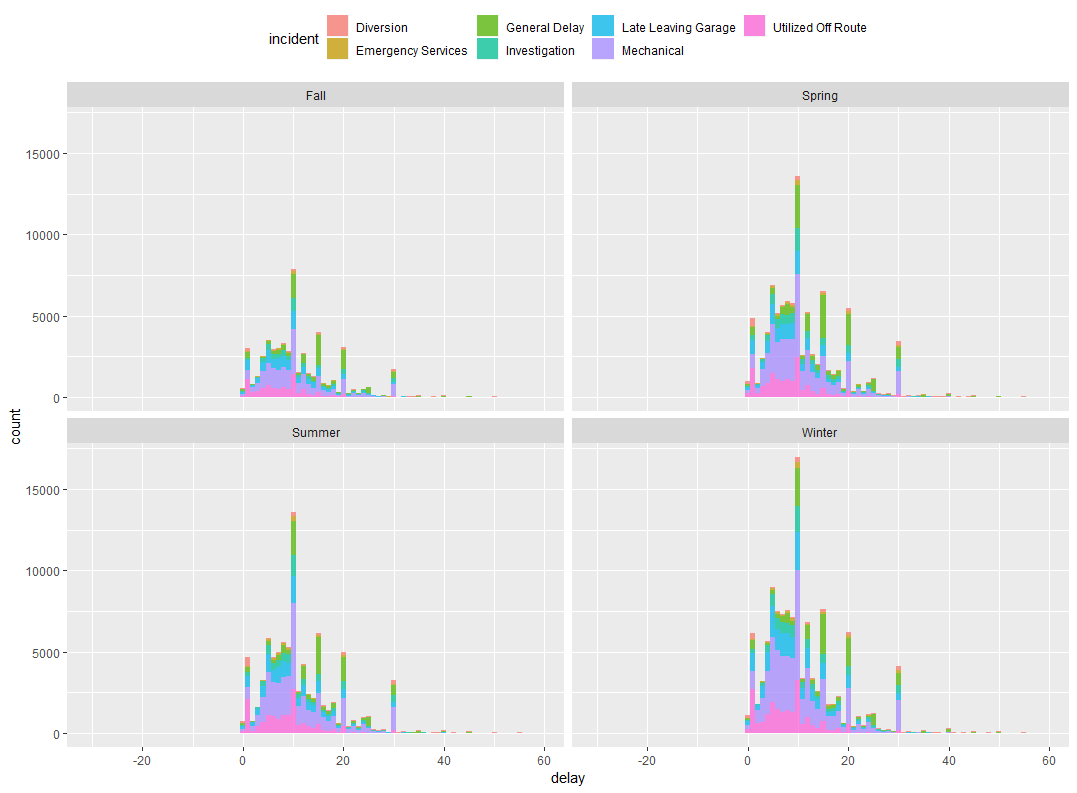 incident Diversion General Delay Late Leaving Garage Utilized Off Route
Emergency Services Investigation Mechanical
Fall Spring
15000
10000
5000
0
count
Summer Winter
15000
10000
5000
0
-20 0 20 40 60 -20 0 20 40 60
delay